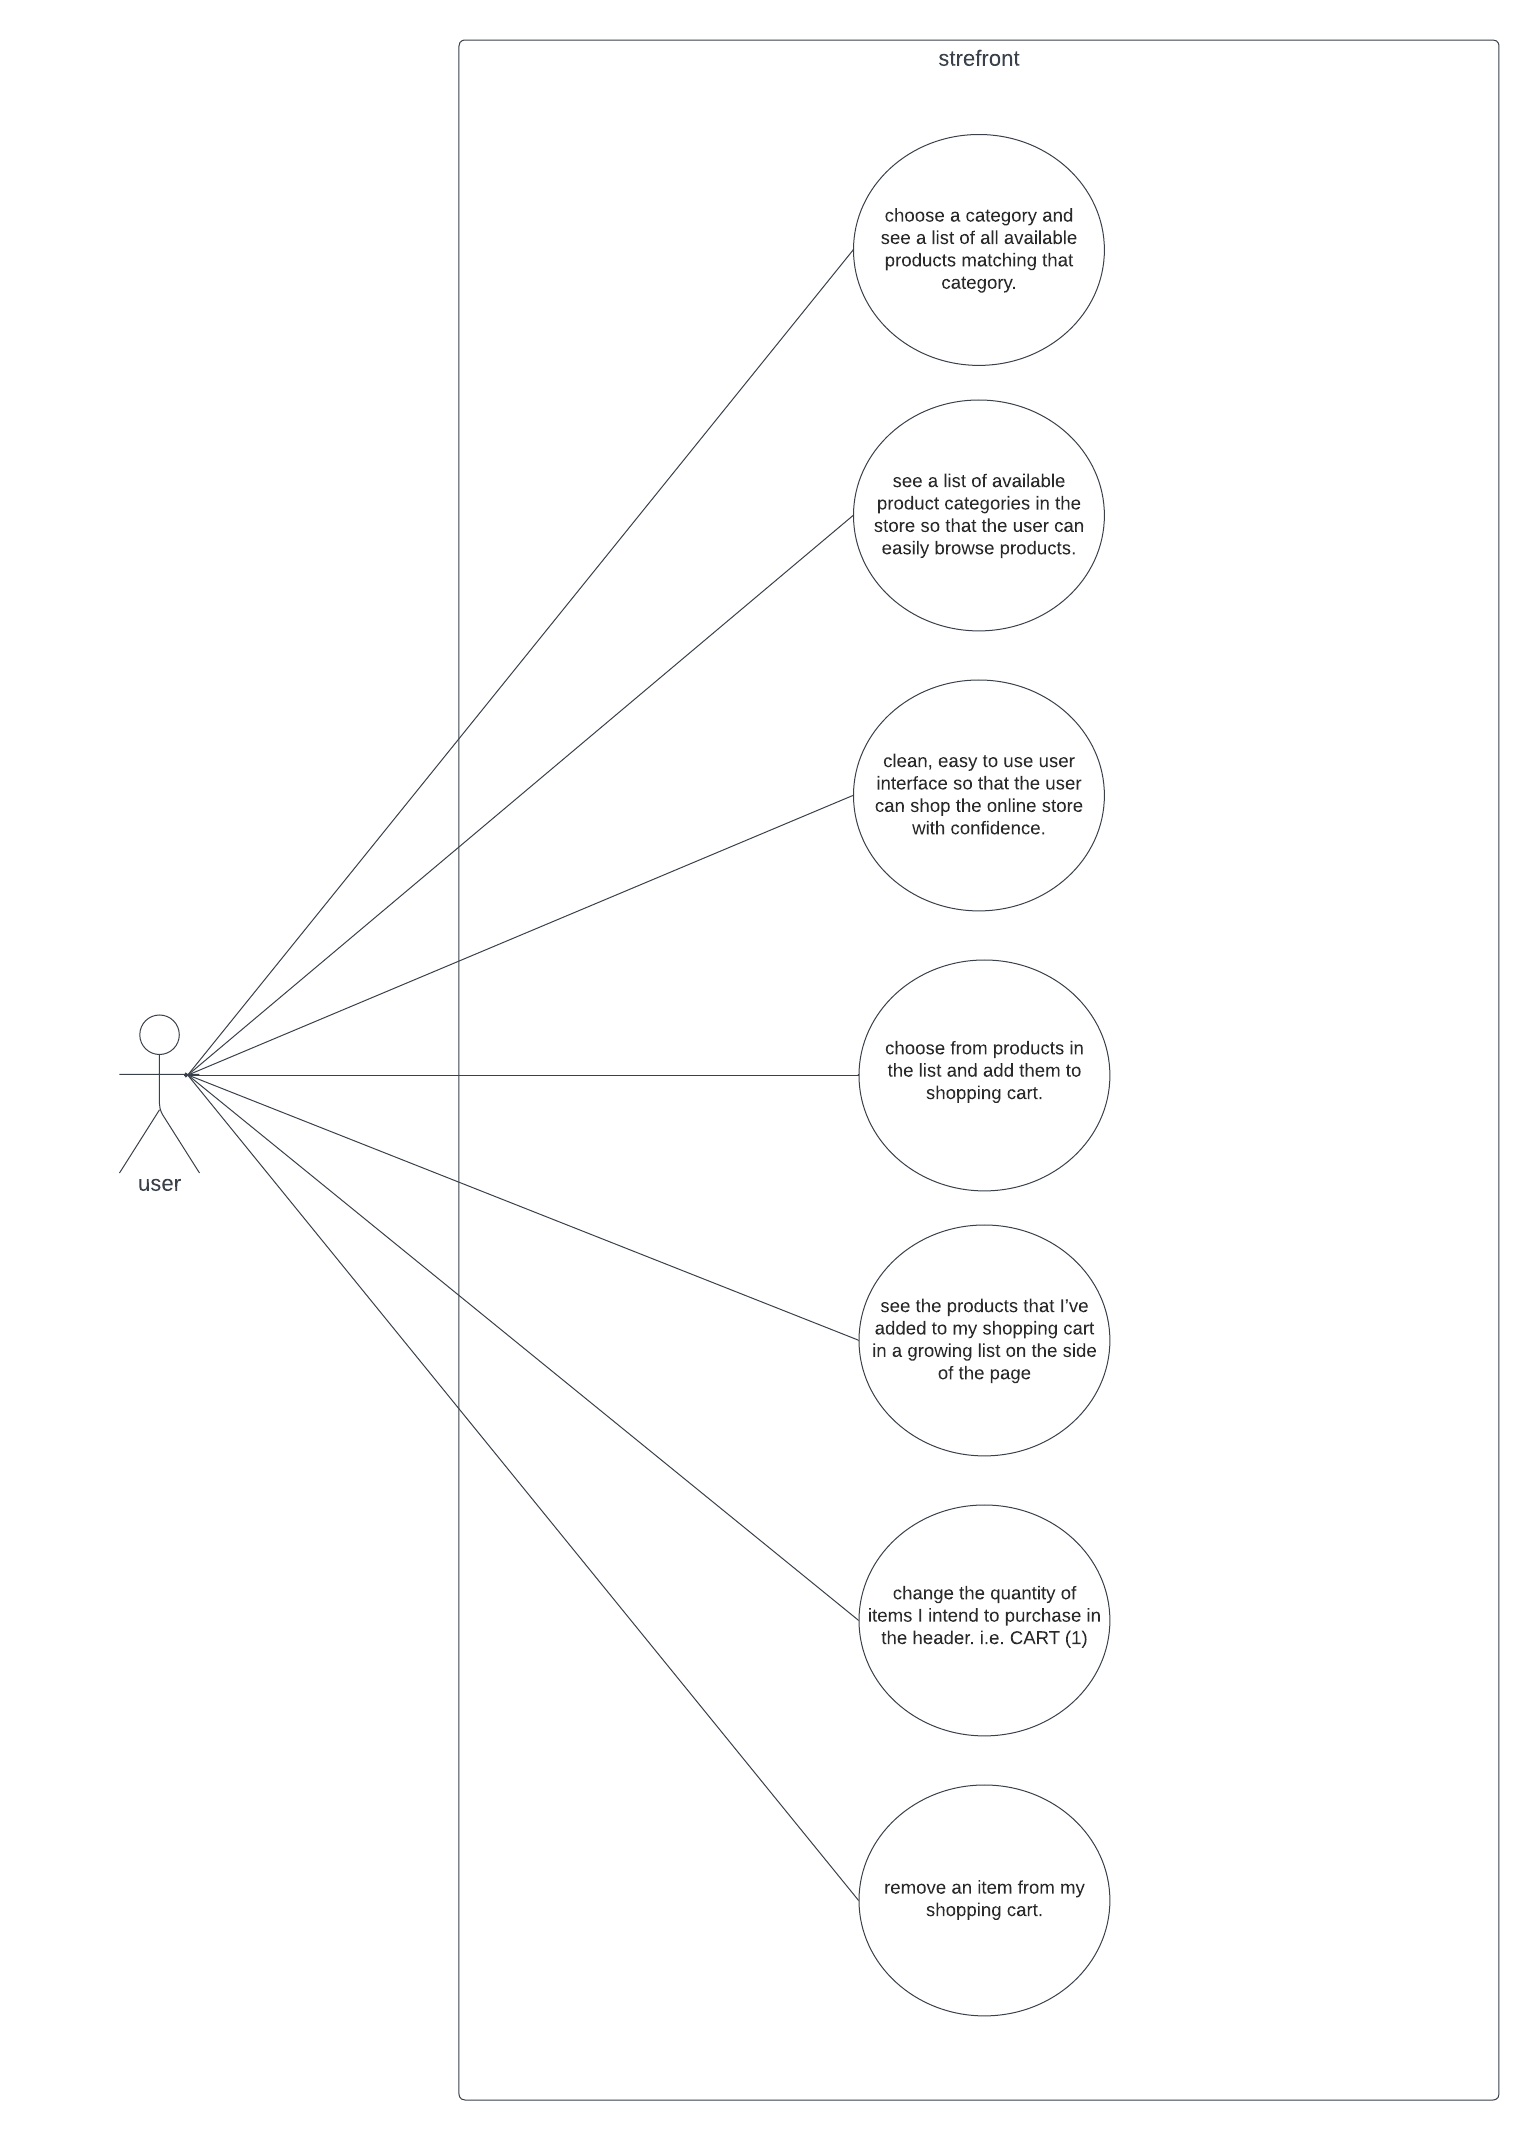 strefront
choose a category and
see a list of all available
products matching that
category.
see a list of available
product categories in the
store so that the user can
easily browse products.
clean, easy to use user
interface so that the user
can shop the online store
with confidence.
choose from products in
the list and add them to
shopping cart.
user
see the products that I’ve
added to my shopping cart
in a growing list on the side
of the page
change the quantity of
items I intend to purchase in
the header. i.e. CART (1)
remove an item from my
shopping cart.